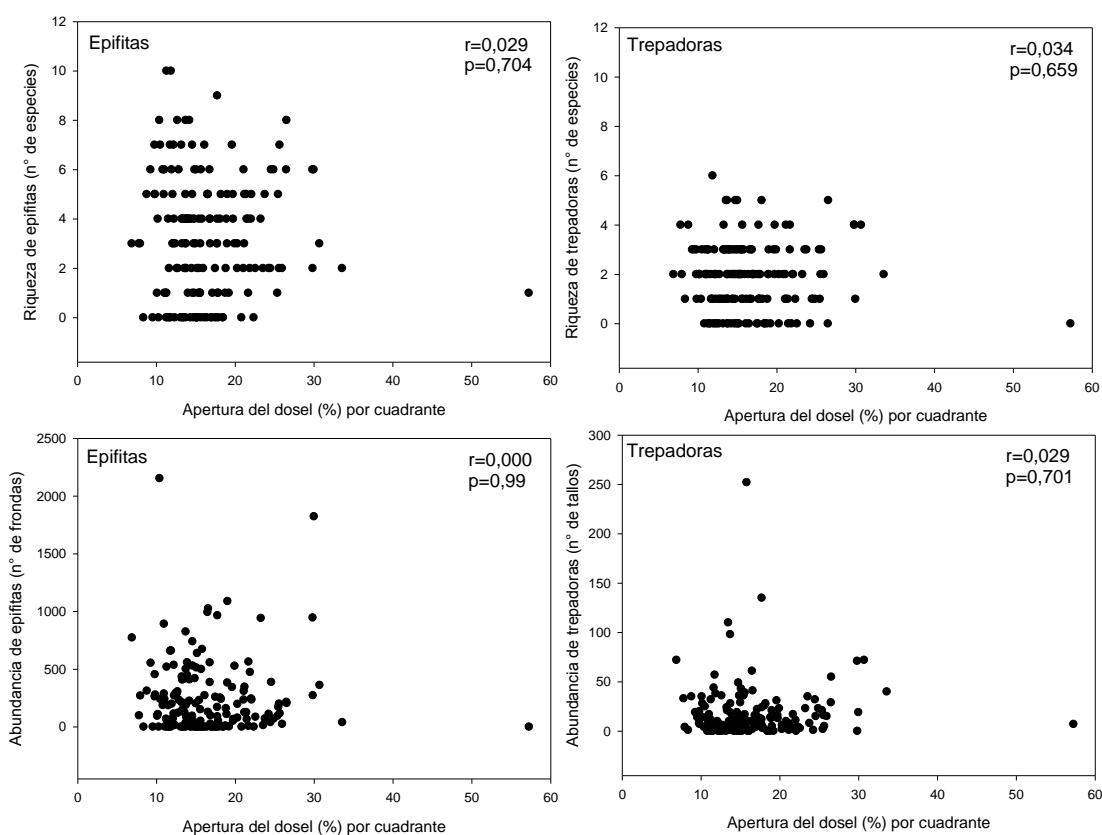 Epifitas
r=0,029
p=0,704
Riqueza de epifitas (n° de especies)
12
10
8
6
4
2
0
0 10 20 30 40 50 60
Apertura del dosel (%) por cuadrante
Trepadoras
r=0,034
p=0,659
Riqueza de trepadoras (n° de especies)
12
10
8
6
4
2
0
0 10 20 30 40 50 60
Apertura del dosel (%) por cuadrante
Epifitas
r=0,000
p=0,99
Abundancia de epifitas (n° de frondas)
2500
2000
1500
1000
500
0
0 10 20 30 40 50 60
Apertura del dosel (%) por cuadrante
Trepadoras
r=0,029
p=0,701
Abundancia de trepadoras (n° de tallos)
300
250
200
150
100
50
0
0 10 20 30 40 50 60
Apertura del dosel (%) por cuadrante